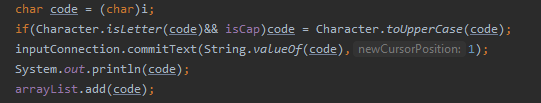 char code = (char)i;
if(Character.isLetter(code)&& isCap)code = Character.toUpperCase(code);
inputConnection.commitText(String.valueOf(code), newCursorPosition: 1);
System.out.println(code);
arrayList.add(code);